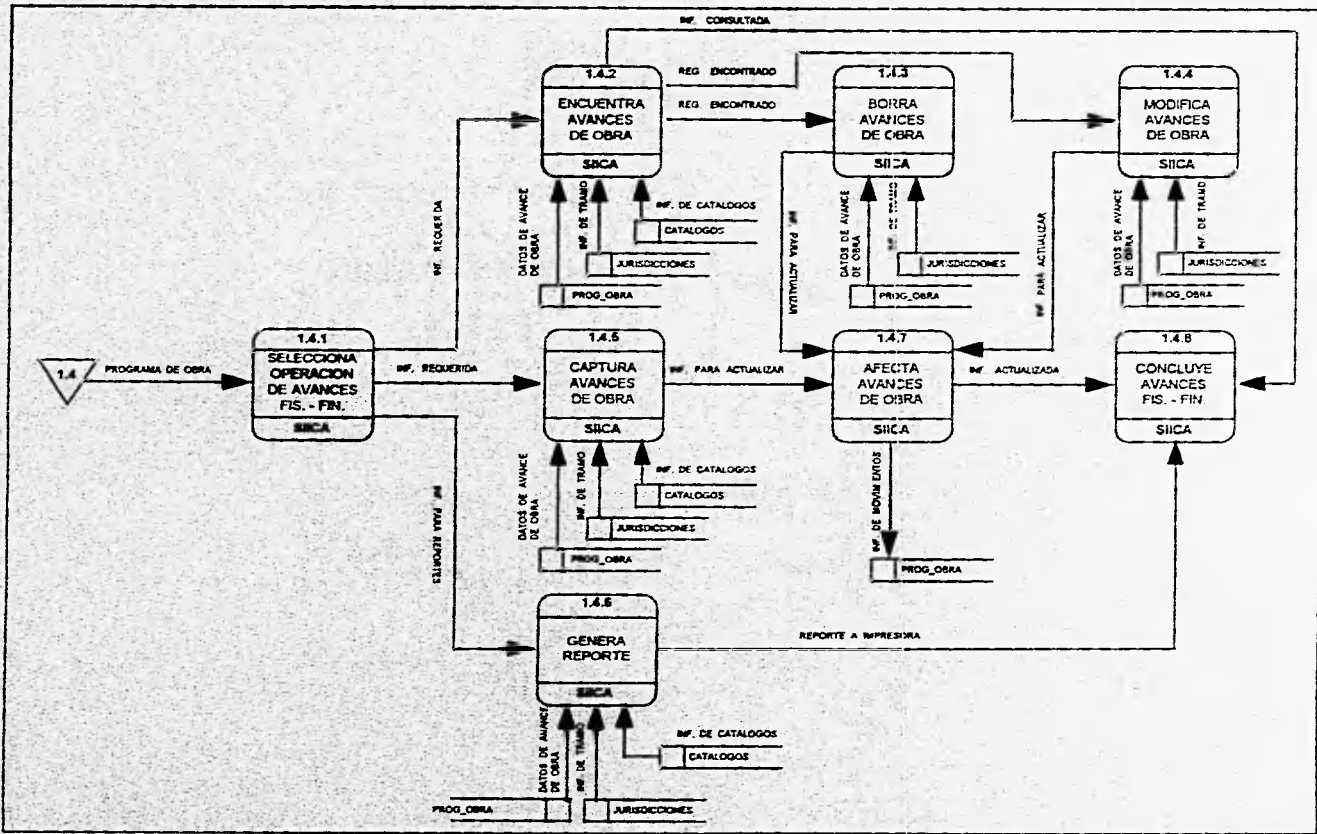 INF. CONSULTADA
1.4.2
ENCUENTRA
AVANCES
DE OBRA
SIICA
REG. ENCONTRADO
REG. ENCONTRADO
1.4.3
BORRA
AVANCES
DE OBRA
SIICA
1.4.4
MODIFICA
AVANCES
DE OBRA
SIICA
INF. REQUERIDA
DATOS DE AVANCE
DE OBRA
INF. DE TRAMO
INF. DE CATALOGOS
CATALOGOS
JURISDICCIONES
PROG_OBRA
INF. PARA ACTUALIZAR
DATOS DE AVANCE
DE OBRA
INF. DE TRAMO
JURISDICCIONES
PROG_OBRA
INF. PARA ACTUALIZAR
DATOS DE AVANCE
DE OBRA
INF. DE TRAMO
JURISDICCIONES
PROG_OBRA
1.4
PROGRAMA DE OBRA
1.4.1
SELECCIONA
OPERACION
DE AVANCES
FIS. - FIN.
SIICA
INF. REQUERIDA
1.4.5
CAPTURA
AVANCES
DE OBRA
SIICA
INF. PARA ACTUALIZAR
1.4.7
AFECTA
AVANCES
DE OBRA
SIICA
INF. ACTUALIZADA
1.4.8
CONCLUYE
AVANCES
FIS. - FIN.
SIICA
INF. PARA REPORTES
DATOS DE AVANCE
DE OBRA
INF. DE TRAMO
INF. DE CATALOGOS
CATALOGOS
JURISDICCIONES
PROG_OBRA
INF. DE MOVIMIENTOS
PROG_OBRA
1.4.6
GENERA
REPORTE
SIICA
REPORTE A IMPRESORA
DATOS DE AVANCE
DE OBRA
INF. DE TRAMO
INF. DE CATALOGOS
CATALOGOS
PROG_OBRA
JURISDICCIONES